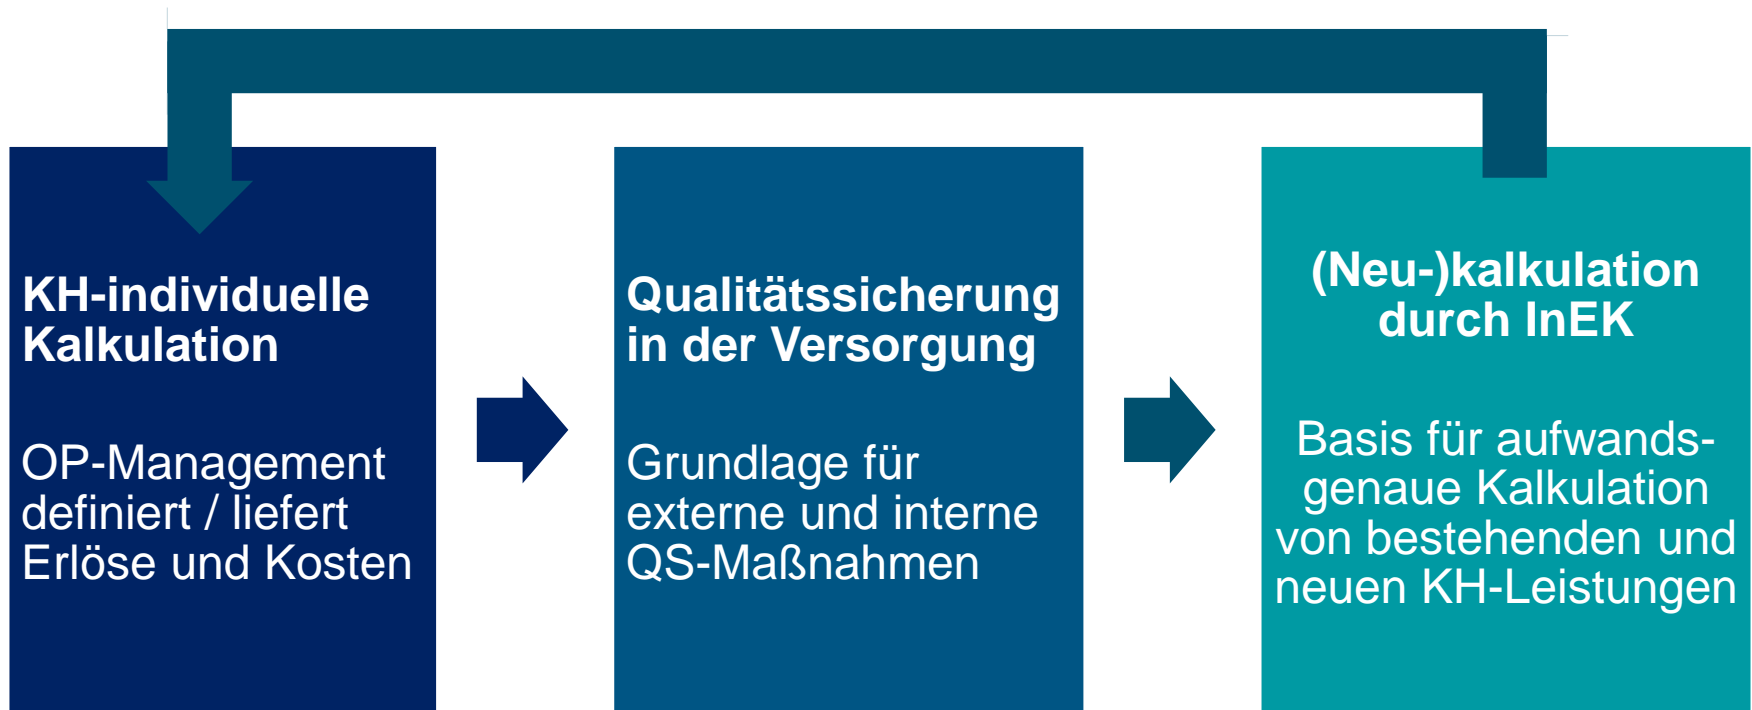 KH-individuelle
Kalkulation
OP-Management
definiert / liefert
Erlöse und Kosten
Qualitätssicherung
in der Versorgung
Grundlage für
externe und interne
QS-Maßnahmen
(Neu-)kalkulation
durch InEK
Basis für aufwands-
genaue Kalkulation
von bestehenden und
neuen KH-Leistungen